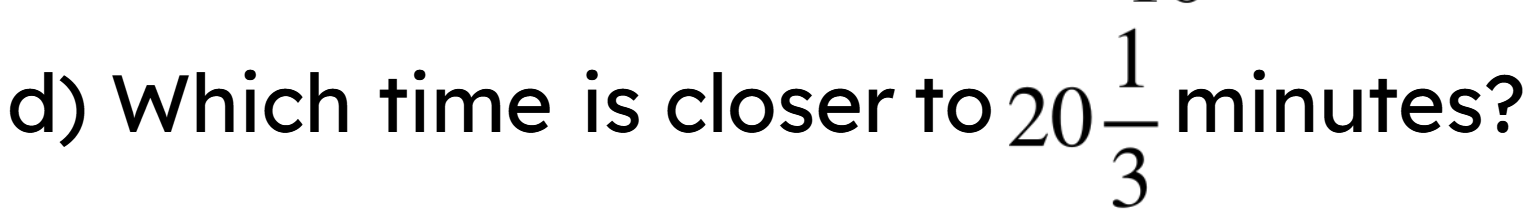 d) Which time is closer to 20 1/3 minutes?